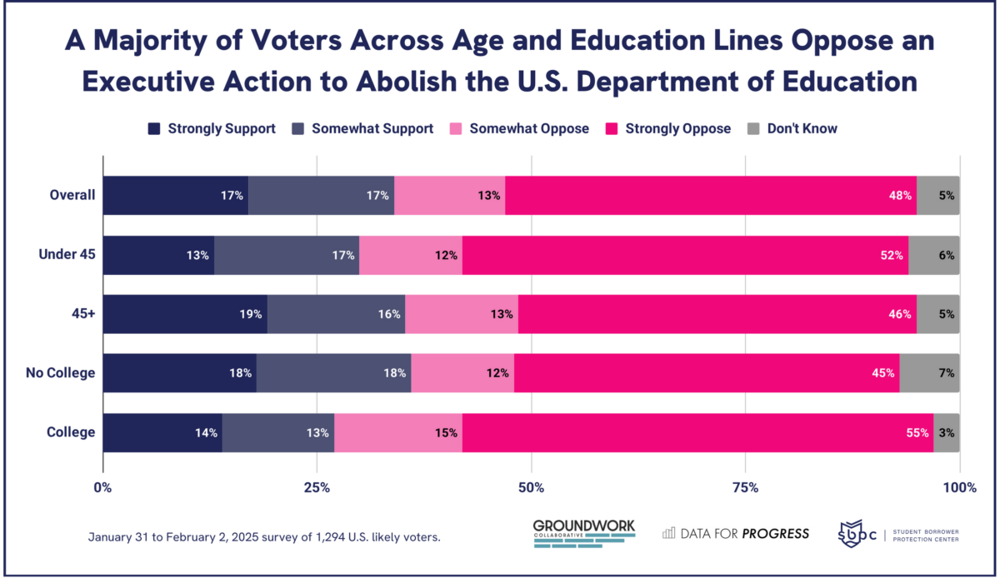 A Majority of Voters Across Age and Education Lines Oppose an
Executive Action to Abolish the U.S. Department of Education
Strongly Support Somewhat Support Somewhat Oppose Strongly Oppose Don't Know
Overall 17% 17% 13% 48% 5%
Under 45 13% 17% 12% 52% 6%
45+ 19% 16% 13% 46% 5%
No College 18% 18% 12% 45% 7%
College 14% 13% 15% 55% 3%
0% 25% 50% 75% 100%
January 31 to February 2, 2025 survey of 1,294 U.S. likely voters.
GROUNDWORK
COLLABORATIVE
DATA FOR PROGRESS
sbpc
STUDENT BORROWER
PROTECTION CENTER